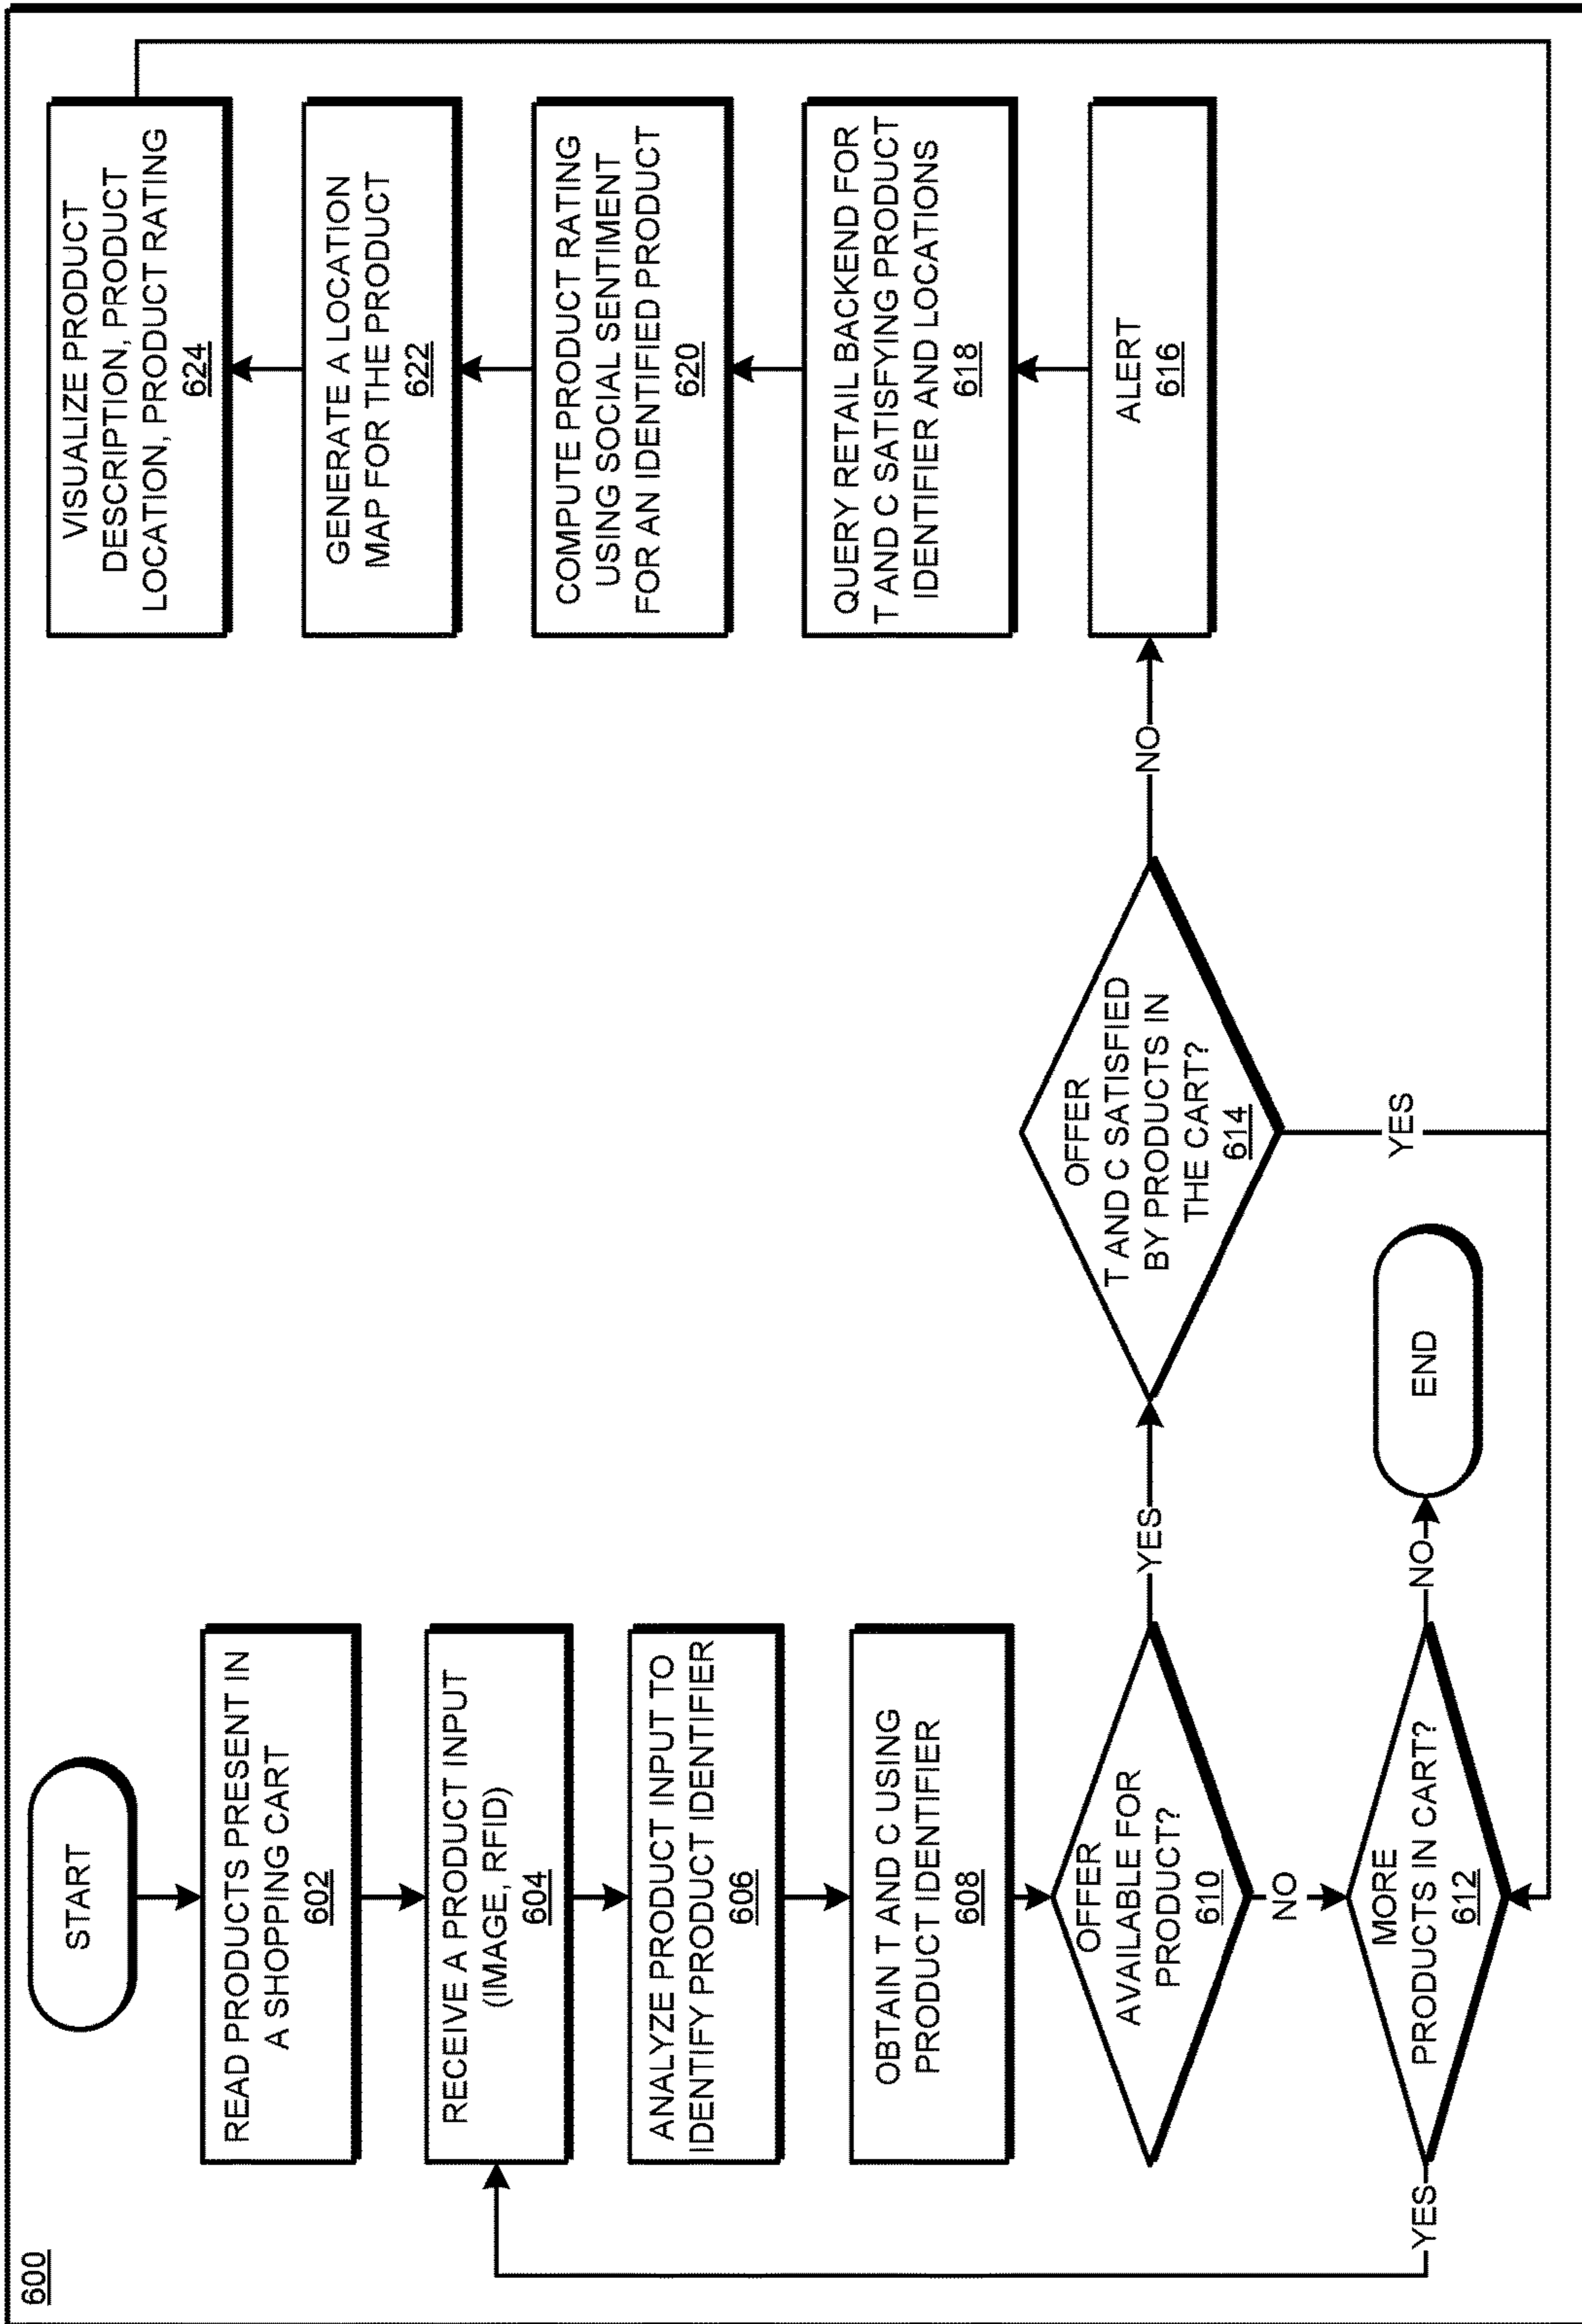 600
START
READ PRODUCTS PRESENT IN
A SHOPPING CART
602
RECEIVE A PRODUCT INPUT
(IMAGE, RFID)
604
ANALYZE PRODUCT INPUT TO
IDENTIFY PRODUCT IDENTIFIER
606
OBTAIN T AND C USING
PRODUCT IDENTIFIER
608
OFFER
AVAILABLE FOR
PRODUCT?
610
YES
NO
MORE
PRODUCTS IN CART?
612
YES
NO
END
OFFER
T AND C SATISFIED
BY PRODUCTS IN
THE CART?
614
YES
NO
ALERT
616
QUERY RETAIL BACKEND FOR
T AND C SATISFYING PRODUCT
IDENTIFIER AND LOCATIONS
618
COMPUTE PRODUCT RATING
USING SOCIAL SENTIMENT
FOR AN IDENTIFIED PRODUCT
620
GENERATE A LOCATION
MAP FOR THE PRODUCT
622
VISUALIZE PRODUCT
DESCRIPTION, PRODUCT
LOCATION, PRODUCT RATING
624